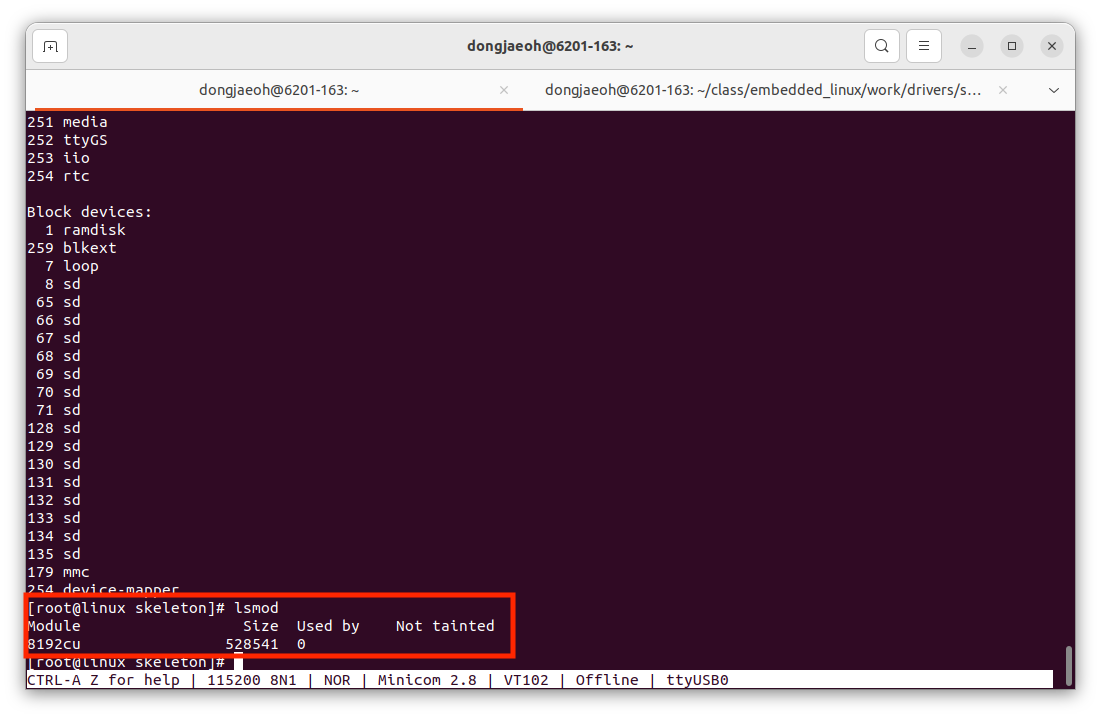 dongjaeoh@6201-163: ~
dongjaeoh@6201-163: ~
dongjaeoh@6201-163: ~/class/embedded_linux/work/drivers/s...
251 media
252 ttyGS
253 iio
254 rtc
Block devices:
1 ramdisk
259 blkext
7 loop
8 sd
65 sd
66 sd
67 sd
68 sd
69 sd
70 sd
71 sd
128 sd
129 sd
130 sd
131 sd
132 sd
133 sd
134 sd
135 sd
179 mmc
254 device-mapper
[root@linux skeleton]# lsmod
Module Size Used by Not tainted
8192cu 528541 0
[root@linux skeleton]#
CTRL-A Z for help | 115200 8N1 | NOR | Minicom 2.8 | VT102 | Offline | ttyUSB0